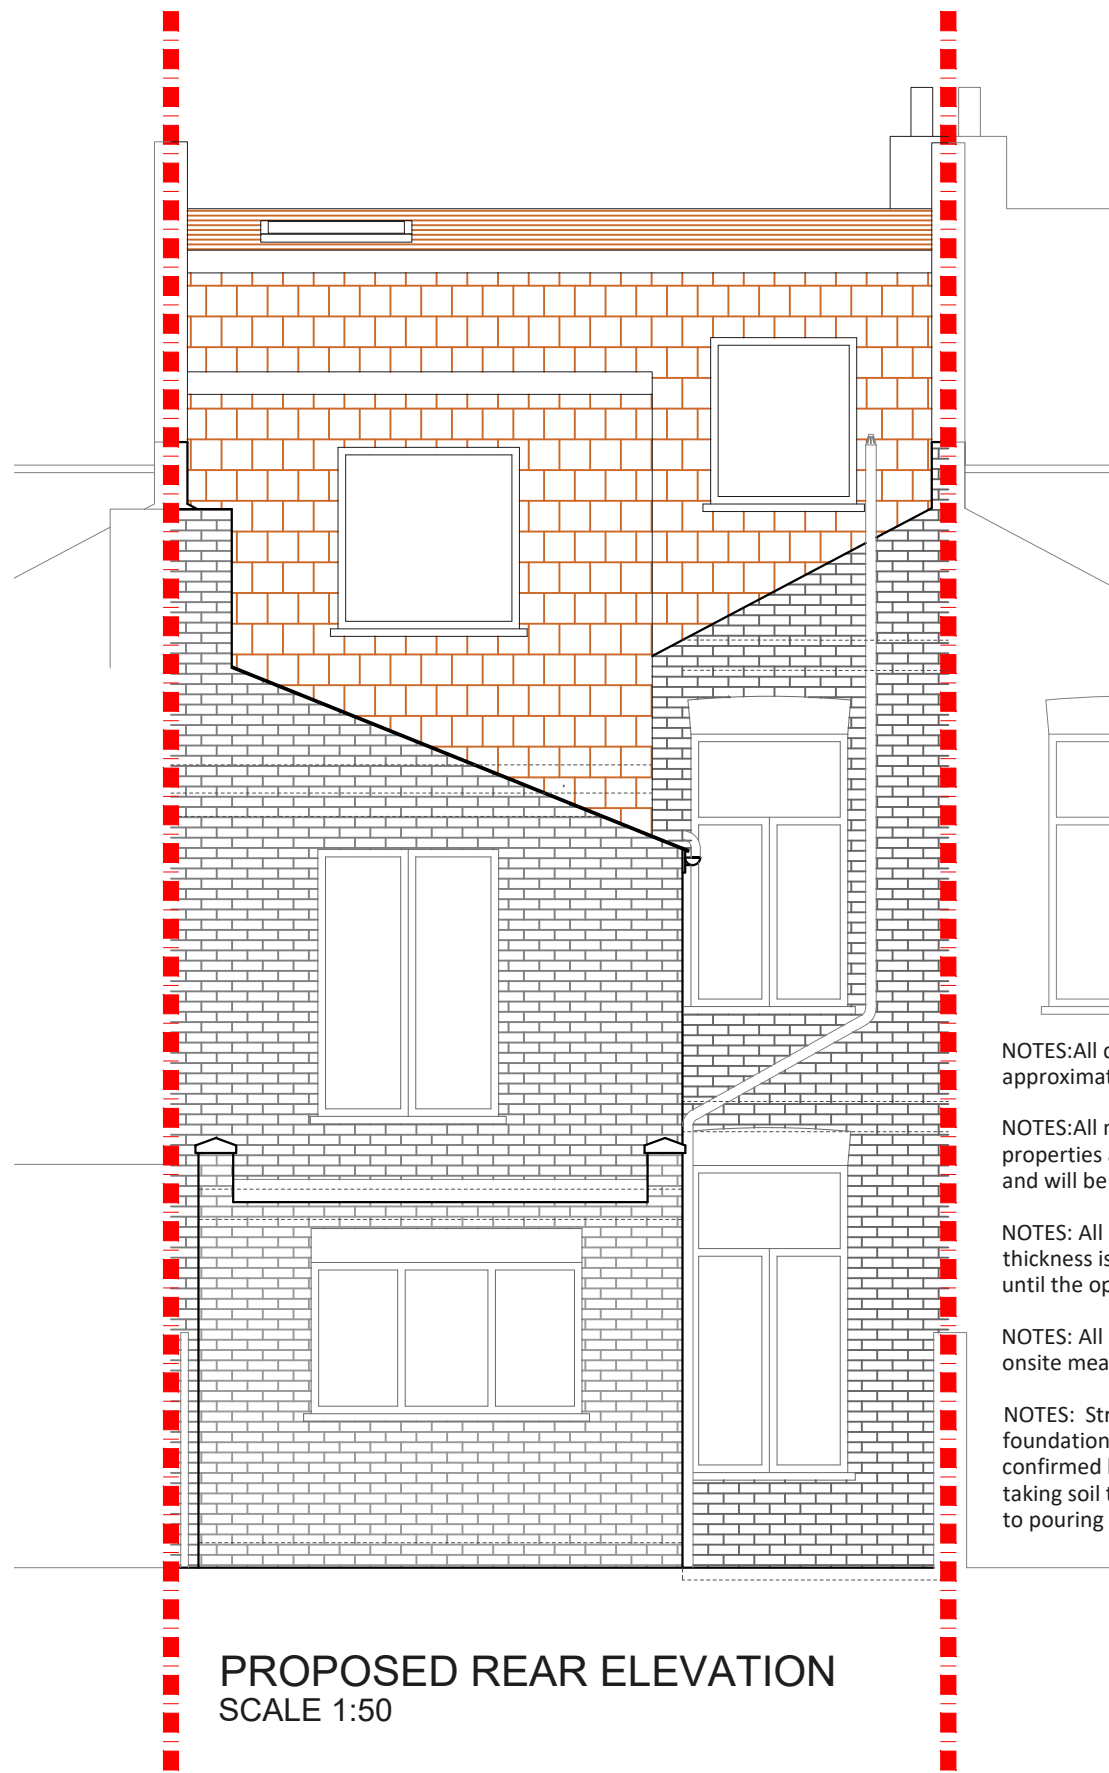 NOTES:All
approximat
NOTES:All
properties
and will be
NOTES: All
thickness is
until the op
NOTES: All
onsite mea
NOTES: Str
foundation
confirmed
taking soil
to pouring
PROPOSED REAR ELEVATION
SCALE 1:50